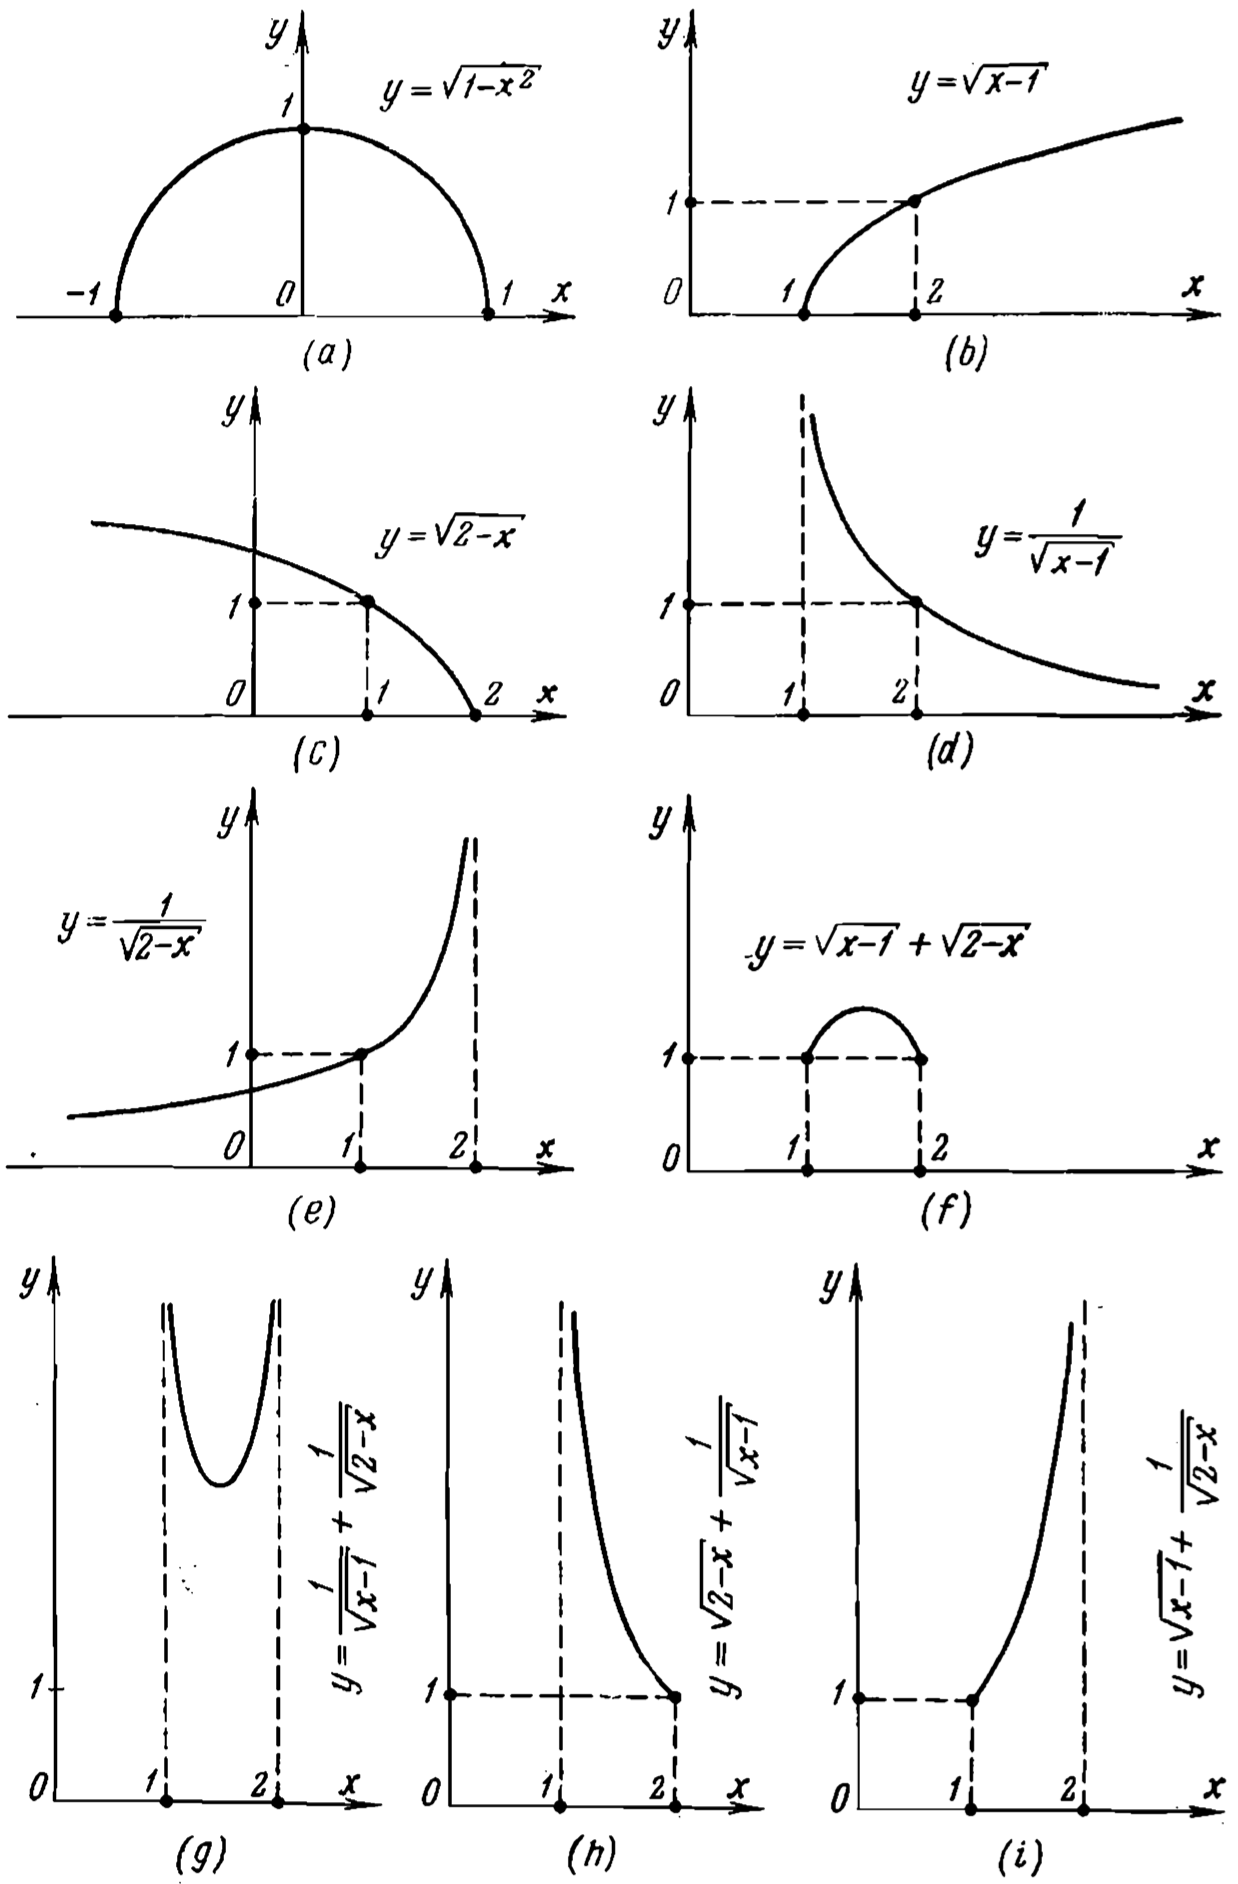 y
y = √(1−x²)
1
−1 0 1 x
(a)
y
y = √(x−1)
1
0 1 2 x
(b)
y
y = √(2−x)
1
0 1 2 x
(c)
y
y = 1/√(x−1)
1
0 1 2 x
(d)
y
y = 1/√(2−x)
1
0 1 2 x
(e)
y
y = √(x−1) + √(2−x)
1
0 1 2 x
(f)
y
y = 1/√(x−1) + 1/√(2−x)
1
0 1 2 x
(g)
y
y = √(2−x) + 1/√(x−1)
1
0 1 2 x
(h)
y
y = √(x−1) + 1/√(2−x)
1
0 1 2 x
(i)